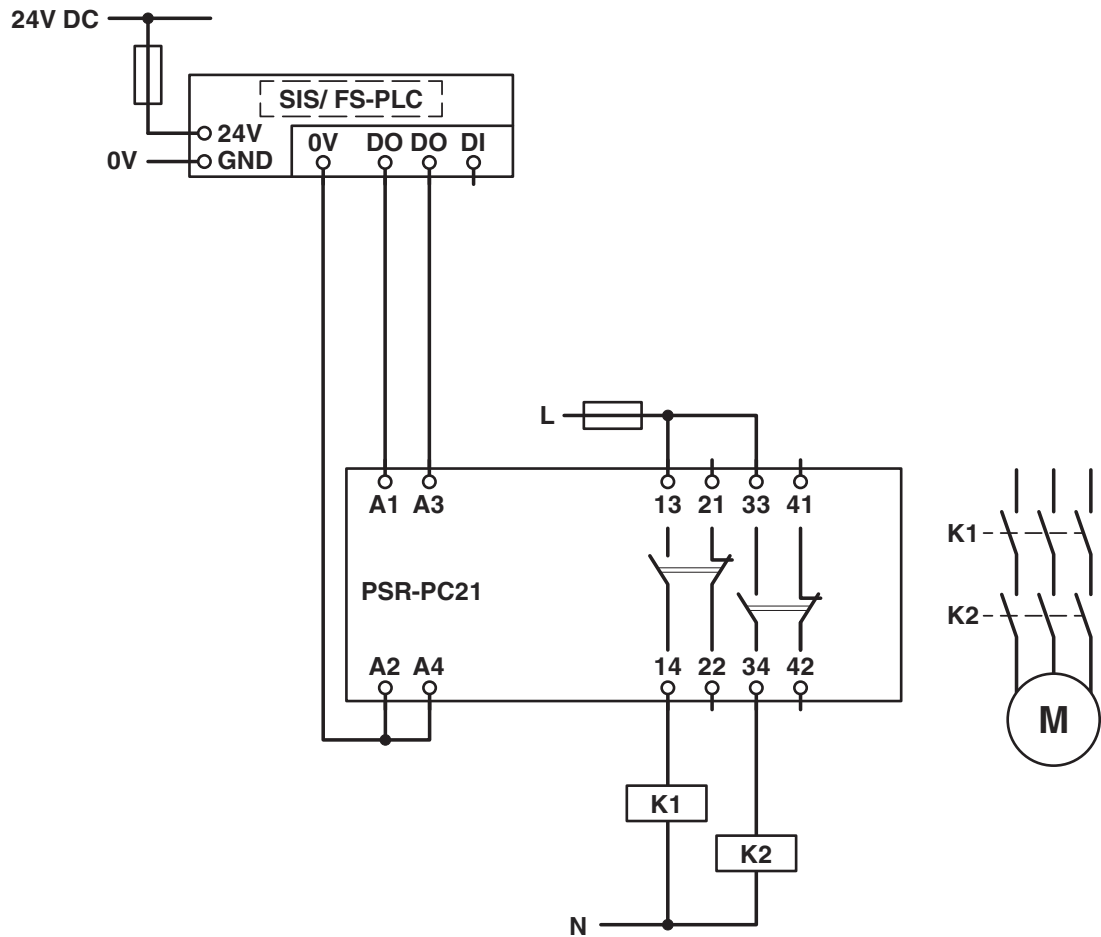 24V DC
SIS/ FS-PLC
24V
0V DO DO DI
0V
GND
L
A1 A3
13 21 33 41
K1
PSR-PC21
K2
A2 A4
14 22 34 42
M
K1
K2
N